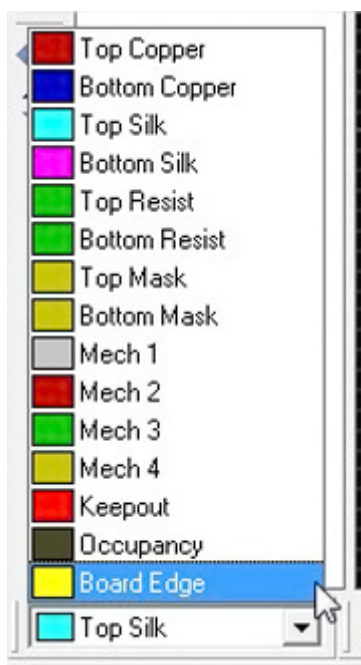 Top Copper
Bottom Copper
Top Silk
Bottom Silk
Top Resist
Bottom Resist
Top Mask
Bottom Mask
Mech 1
Mech 2
Mech 3
Mech 4
Keepout
Occupancy
Board Edge
Top Silk